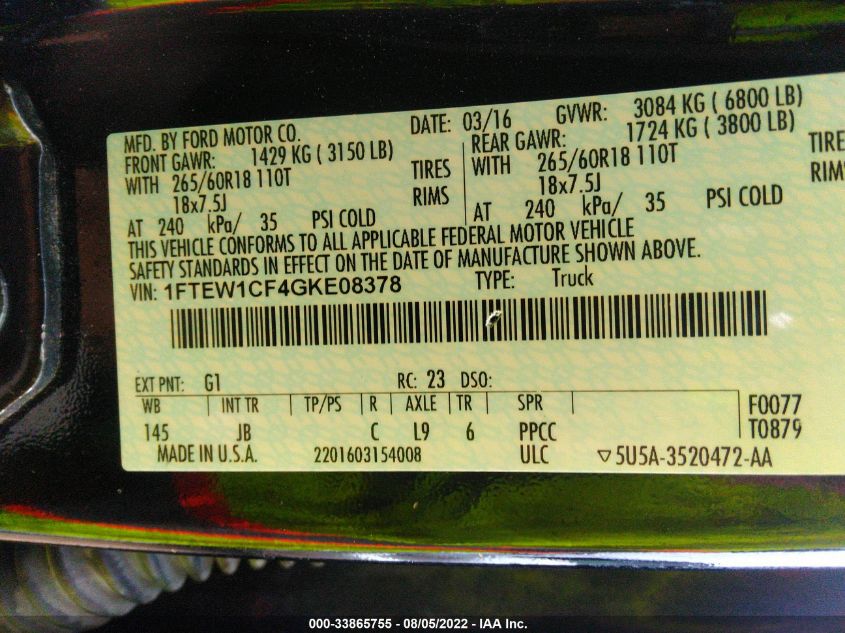 MFD. BY FORD MOTOR CO. DATE: 03/16 GVWR: 3084 KG ( 6800 LB)
FRONT GAWR: 1429 KG ( 3150 LB) REAR GAWR: 1724 KG ( 3800 LB)
WITH 265/60R18 110T TIRES WITH 265/60R18 110T TIRES
18x7.5J RIMS 18x7.5J RIMS
AT 240 kPa/ 35 PSI COLD AT 240 kPa/ 35 PSI COLD
THIS VEHICLE CONFORMS TO ALL APPLICABLE FEDERAL MOTOR VEHICLE
SAFETY STANDARDS IN EFFECT ON THE DATE OF MANUFACTURE SHOWN ABOVE.
VIN: 1FTEW1CF4GKE08378 TYPE: Truck
EXT PNT: G1 RC: 23 DSO:
WB INT TR TP/PS R AXLE TR SPR F0077
145 JB C L9 6 PPCC T0879
MADE IN U.S.A. 2201603154008 ULC ▽5U5A-3520472-AA
000-33865755 - 08/05/2022 - IAA Inc.